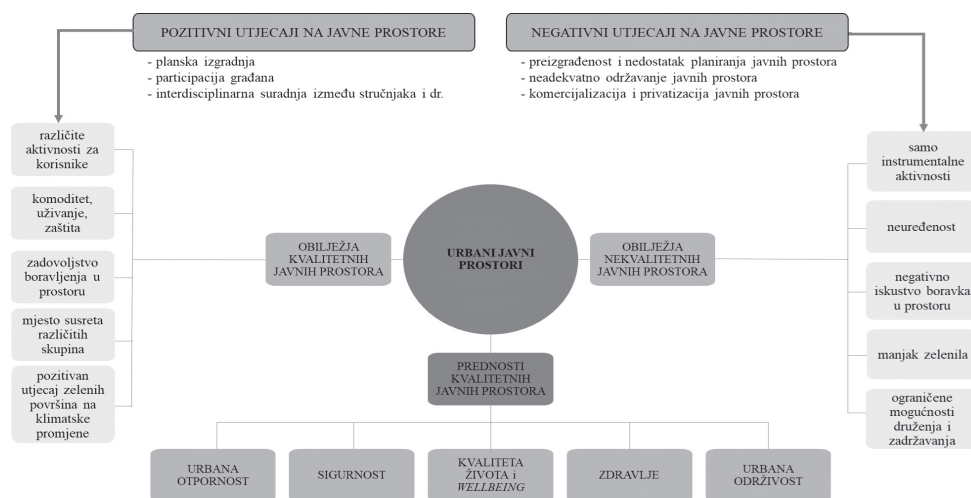 POZITIVNI UTJECAJI NA JAVNE PROSTORE
- planska izgradnja
- participacija građana
- interdisciplinarna suradnja između stručnjaka i dr.
NEGATIVNI UTJECAJI NA JAVNE PROSTORE
- preizgrađenost i nedostatak planiranja javnih prostora
- neadekvatno održavanje javnih prostora
- komercijalizacija i privatizacija javnih prostora
različite
aktivnosti za
korisnike
komoditet,
uživanje,
zaštita
zadovoljstvo
boravljenja u
prostoru
mjesto susreta
različitih
skupina
pozitivan
utjecaj zelenih
površina na
klimatske
promjene
OBILJEŽJA
KVALITETNIH
JAVNIH PROSTORA
URBANI JAVNI
PROSTORI
OBILJEŽJA
NEKVALITETNIH
JAVNIH PROSTORA
samo
instrumentalne
aktivnosti
neuređenost
negativno
iskustvo boravka
u prostoru
manjak zelenila
ograničene
mogućnosti
druženja i
zadržavanja
PREDNOSTI
KVALITETNIH
JAVNIH PROSTORA
URBANA
OTPORNOST
SIGURNOST
KVALITETA
ŽIVOTA i
WELLBEING
ZDRAVLJE
URBANA
ODRŽIVOST